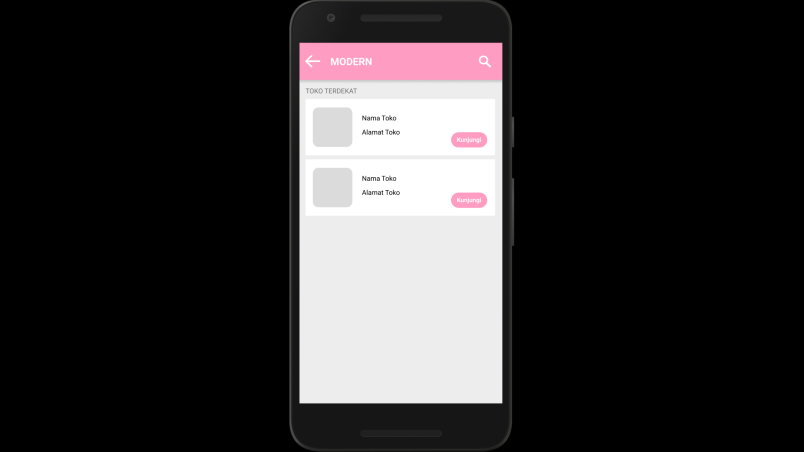 MODERN
TOKO TERDEKAT
Nama Toko
Alamat Toko
Kunjungi
Nama Toko
Alamat Toko
Kunjungi